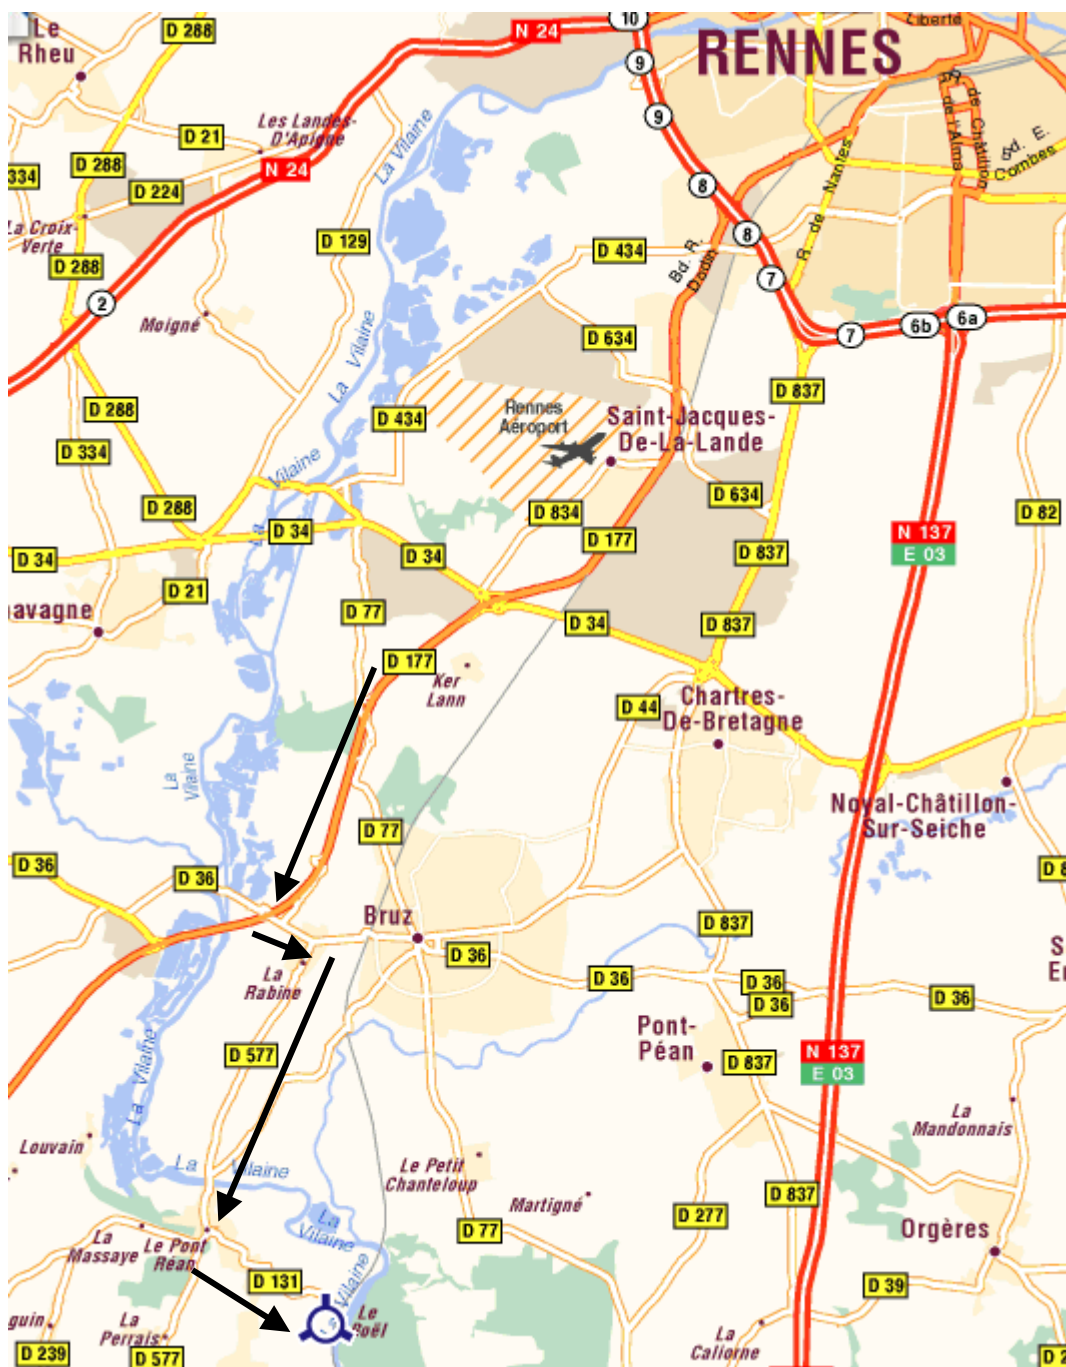 Le
Rheu
D 288
N 24
10
Liberté
RENNES
9
9
R. de Châtillon
R. de l'Alma
Bd. E.
Combes
Les Landes-
D'Apigné
D 21
N 24
La Vilaine
334
D 288
D 224
8
R. de Nantes
La Croix-
Verte
D 129
D 434
8
Bd. R.
Dodin
D 288
7
2
Moigné
La Vilaine
D 634
7
6b
6a
D 288
D 434
Rennes
Aéroport
Saint-Jacques-
De-La-Lande
D 837
D 334
La Vilaine
D 288
D 834
D 634
D 82
D 34
D 34
D 177
N 137
E 03
D 34
D 837
D 21
avagne
D 77
D 34
D 837
D 177
Ker
Lann
D 44
Chartres-
De-Bretagne
La
Vilaine
Noyal-Châtillon-
Sur-Seiche
D 77
D 36
D 36
Bruz
D 837
D 36
La
Rabine
D 36
D 36
D 36
D 36
Pont-
Péan
D 577
N 137
E 03
D 837
La Vilaine
La
Mandonnais
Louvain
La Vilaine
Le Petit
Chanteloup
Martigné
D 837
D 277
D 77
Orgères
La
Vilaine
La
Massaye
Le Pont
Réan
D 131
D 39
Vilaine
Le
Boël
guin
La
Perrais
La
Caliorne
D 239
D 577